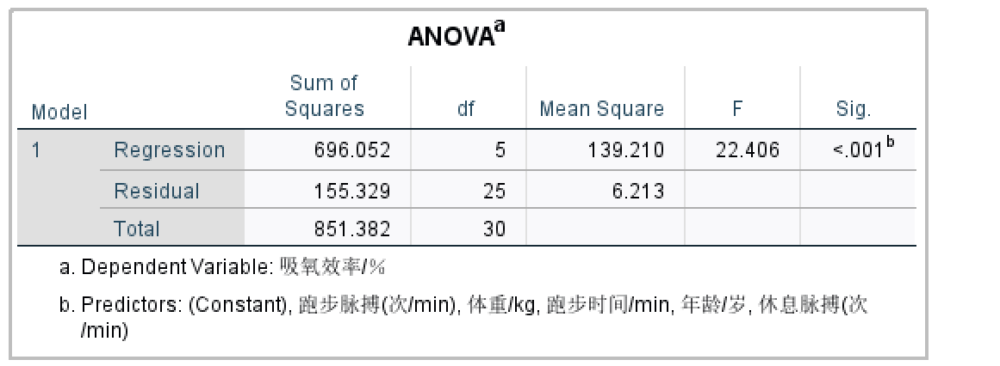 ANOVAa
Sum of Squares df Mean Square F Sig.
Model
1 Regression 696.052 5 139.210 22.406 <.001b
Residual 155.329 25 6.213
Total 851.382 30
a. Dependent Variable: 吸氧效率/%
b. Predictors: (Constant), 跑步脉搏(次/min), 体重/kg, 跑步时间/min, 年龄/岁, 休息脉搏(次
/min)